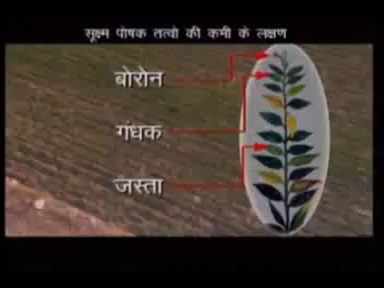 सूक्ष्म पोषक तत्वो की कमी के लक्षण
बोरोन
गंधक
जस्ता